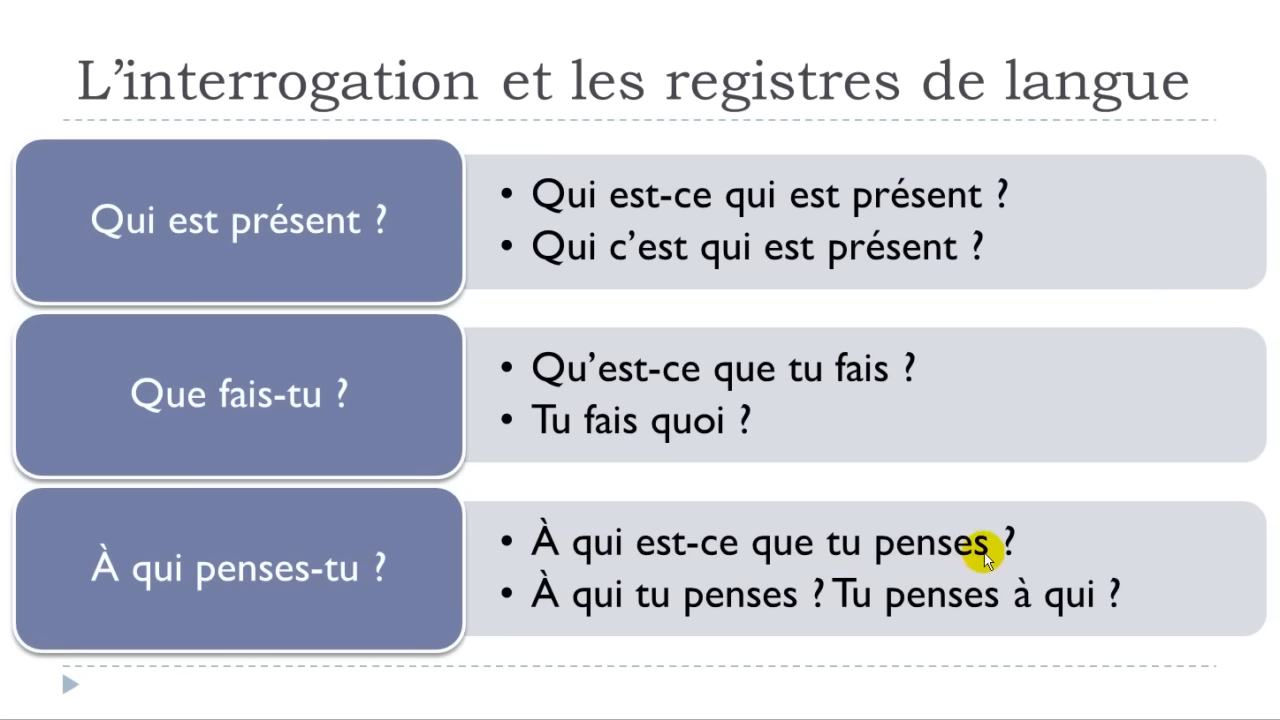 L’interrogation et les registres de langue
Qui est présent ?
• Qui est-ce qui est présent ?
• Qui c’est qui est présent ?
Que fais-tu ?
• Qu’est-ce que tu fais ?
• Tu fais quoi ?
À qui penses-tu ?
• À qui est-ce que tu penses ?
• À qui tu penses ? Tu penses à qui ?